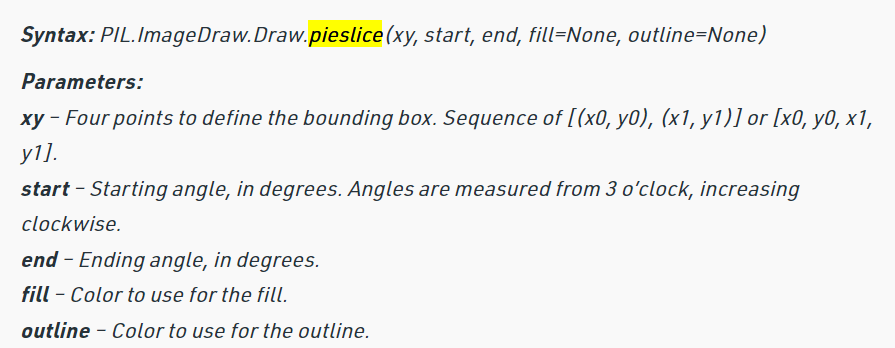 Syntax: PIL.ImageDraw.Draw.pieslice(xy, start, end, fill=None, outline=None)
Parameters:
xy – Four points to define the bounding box. Sequence of [(x0, y0), (x1, y1)] or [x0, y0, x1,
y1].
start – Starting angle, in degrees. Angles are measured from 3 o’clock, increasing
clockwise.
end – Ending angle, in degrees.
fill – Color to use for the fill.
outline – Color to use for the outline.